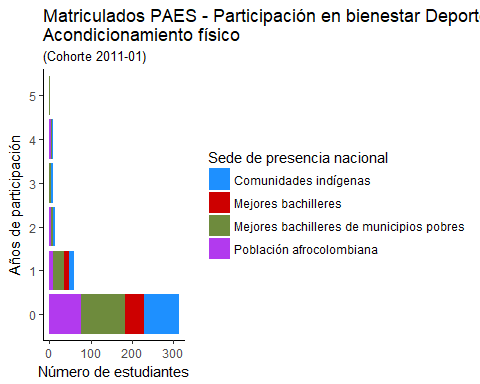 Matriculados PAES - Participación en bienestar Deport
Acondicionamiento físico
(Cohorte 2011-01)
Años de participación
5
4
3
2
1
0
0
100
200
300
Número de estudiantes
Sede de presencia nacional
Comunidades indígenas
Mejores bachilleres
Mejores bachilleres de municipios pobres
Población afrocolombiana